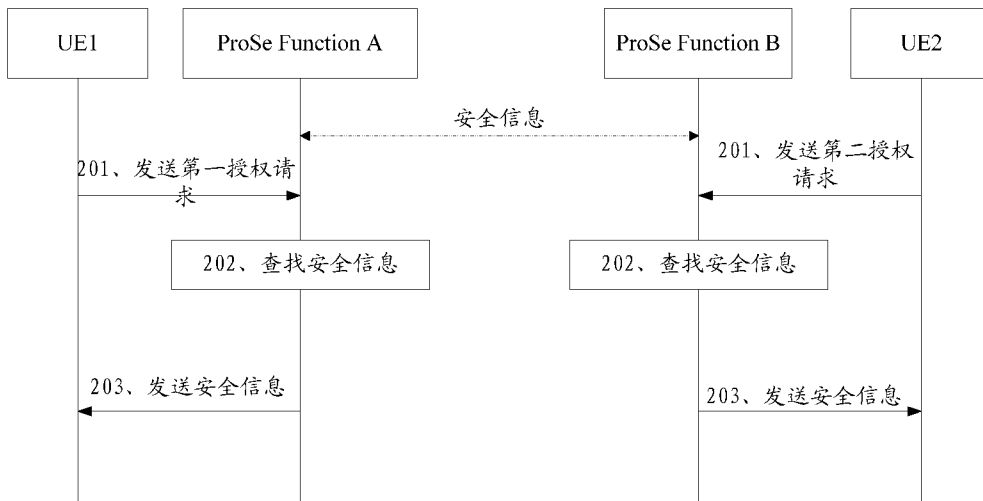 UE1
ProSe Function A
ProSe Function B
UE2
安全信息
201、发送第一授权请
求
201、发送第二授权
请求
202、查找安全信息
202、查找安全信息
203、发送安全信息
203、发送安全信息